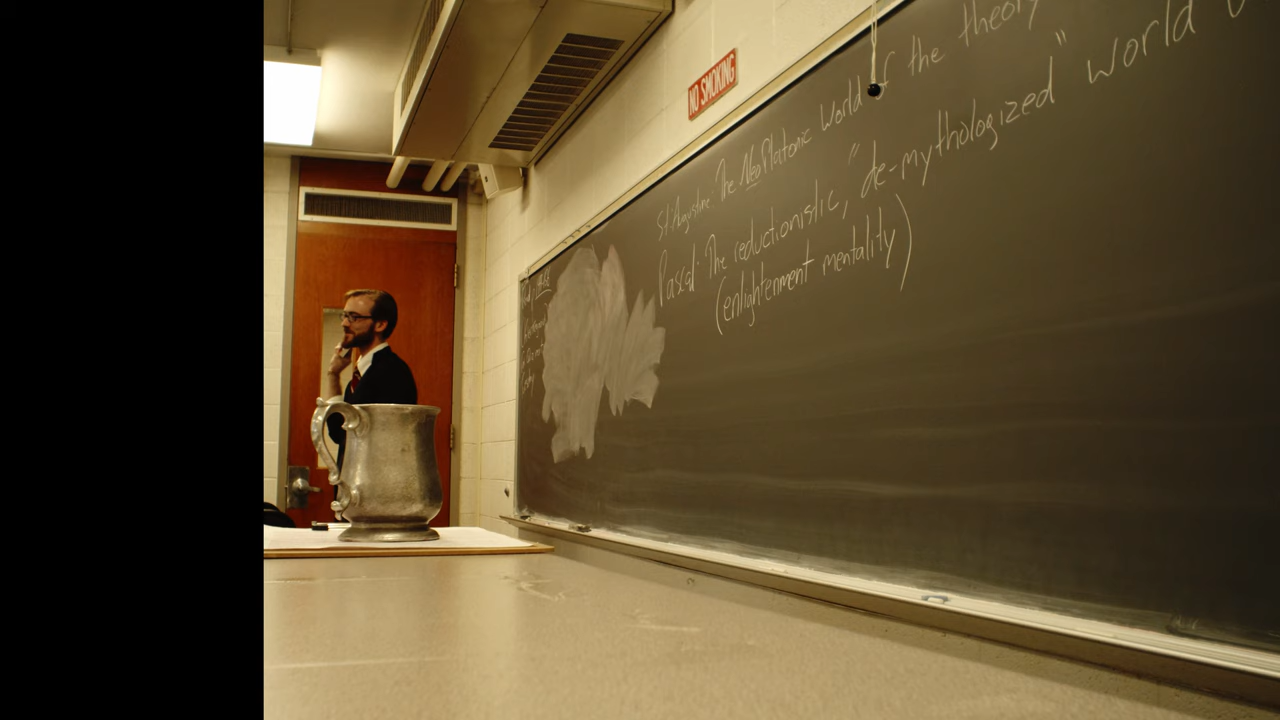 NO SMOKING
St. Augustine: The NeoPlatonic World of the theory
Pascal: The reductionistic, "de-mythologized" world
(enlightenment mentality)